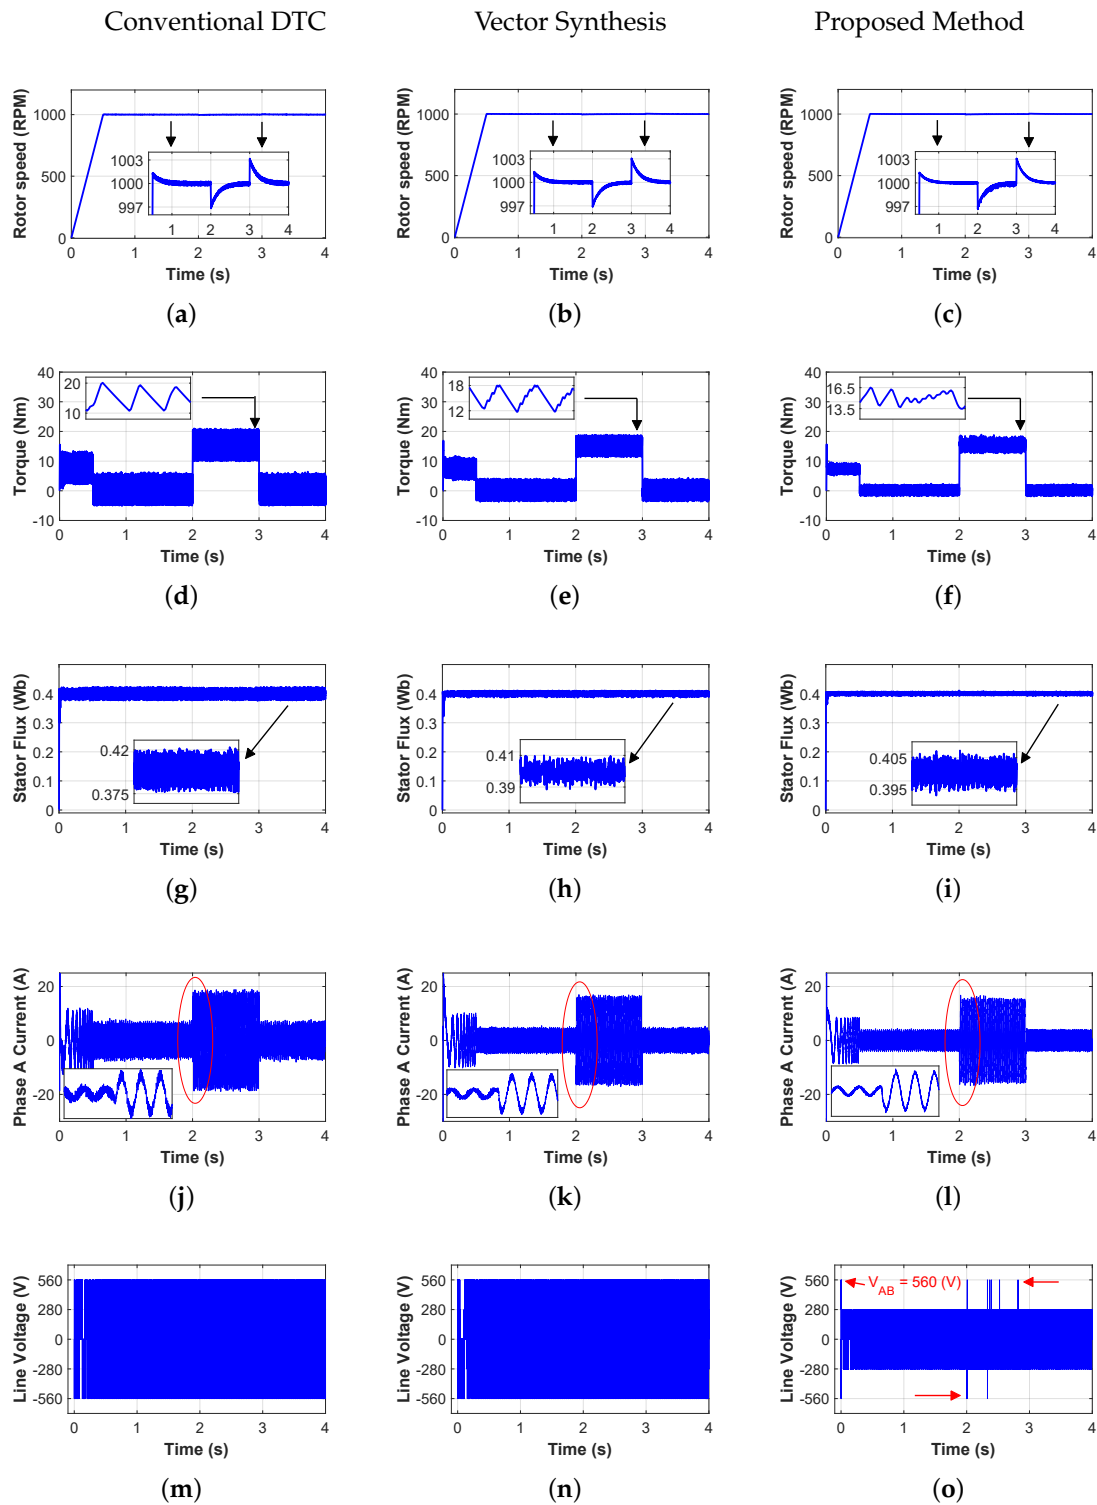 Conventional DTC Vector Synthesis Proposed Method
Rotor speed (RPM) 1000 500 0
1003 1000 997
1 2 3 4
0 1 2 3 4
Time (s)
(a)
Rotor speed (RPM) 1000 500 0
1003 1000 997
1 2 3 4
0 1 2 3 4
Time (s)
(b)
Rotor speed (RPM) 1000 500 0
1003 1000 997
1 2 3 4
0 1 2 3 4
Time (s)
(c)
Torque (Nm) 40 30 20 10 0 -10
20 10
0 1 2 3 4
Time (s)
(d)
Torque (Nm) 40 30 20 10 0 -10
18 12
0 1 2 3 4
Time (s)
(e)
Torque (Nm) 40 30 20 10 0 -10
16.5 13.5
0 1 2 3 4
Time (s)
(f)
Stator Flux (Wb) 0.4 0.3 0.2 0.1 0
0.42 0.375
0 1 2 3 4
Time (s)
(g)
Stator Flux (Wb) 0.4 0.3 0.2 0.1 0
0.41 0.39
0 1 2 3 4
Time (s)
(h)
Stator Flux (Wb) 0.4 0.3 0.2 0.1 0
0.405 0.395
0 1 2 3 4
Time (s)
(i)
Phase A Current (A) 20 0 -20
0 1 2 3 4
Time (s)
(j)
Phase A Current (A) 20 0 -20
0 1 2 3 4
Time (s)
(k)
Phase A Current (A) 20 0 -20
0 1 2 3 4
Time (s)
(l)
Line Voltage (V) 560 280 0 -280 -560
0 1 2 3 4
Time (s)
(m)
Line Voltage (V) 560 280 0 -280 -560
0 1 2 3 4
Time (s)
(n)
Line Voltage (V) 560 280 0 -280 -560
V_AB = 560 (V)
0 1 2 3 4
Time (s)
(o)